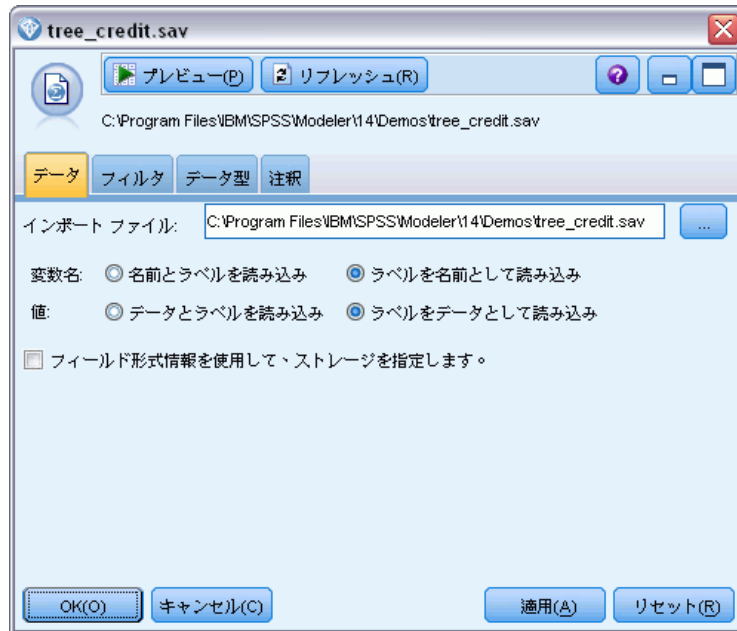 tree_credit.sav
プレビュー(P) リフレッシュ(R)
C:\Program Files\IBM\SPSS\Modeler\14\Demos\tree_credit.sav
データ フィルタ データ型 注釈
インポート ファイル: C:\Program Files\IBM\SPSS\Modeler\14\Demos\tree_credit.sav ...
変数名: 名前とラベルを読み込み ラベルを名前として読み込み
値: データとラベルを読み込み ラベルをデータとして読み込み
フィールド形式情報を使用して、ストレージを指定します。
OK(O) キャンセル(C) 適用(A) リセット(R)